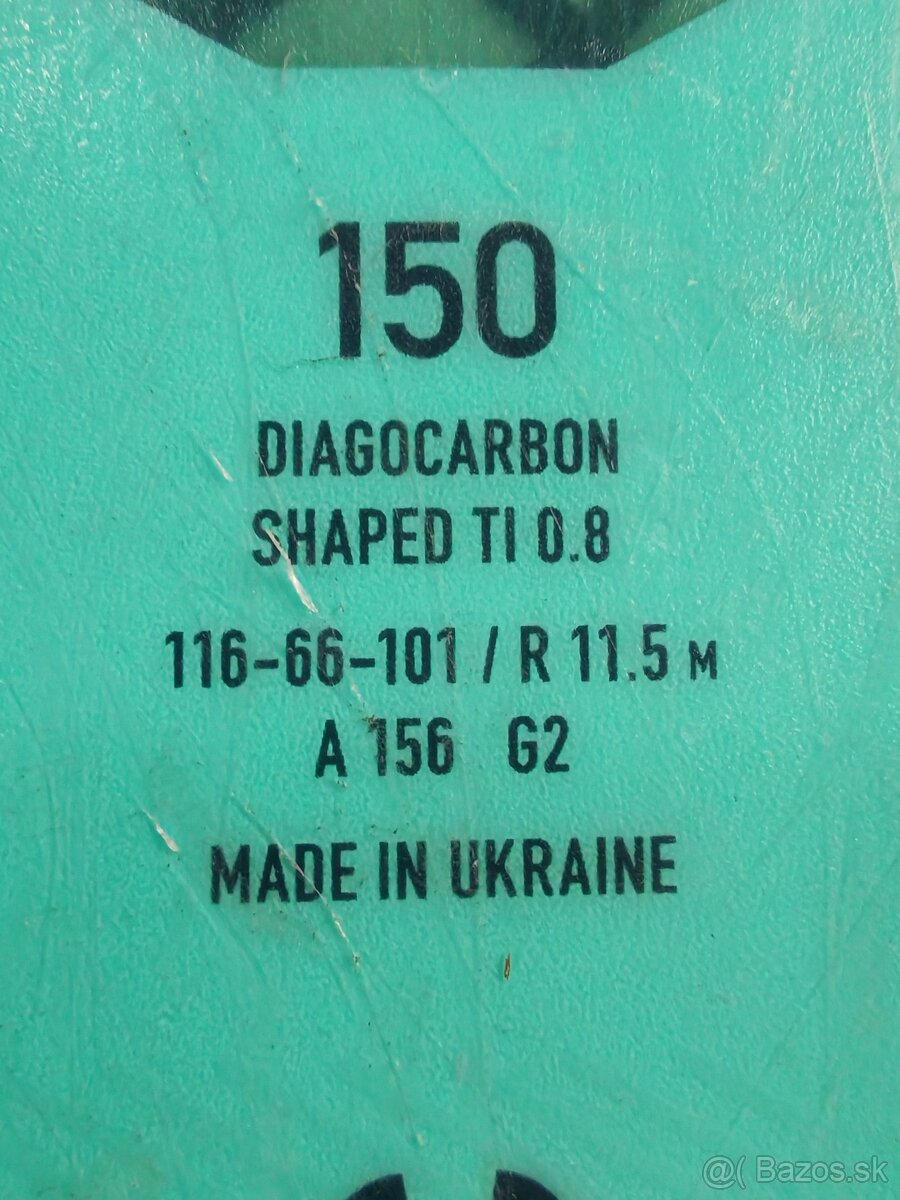 150
DIAGOCARBON
SHAPED TI 0.8
116-66-101 / R 11.5 M
A 156 G2
MADE IN UKRAINE
@( Bazos.sk